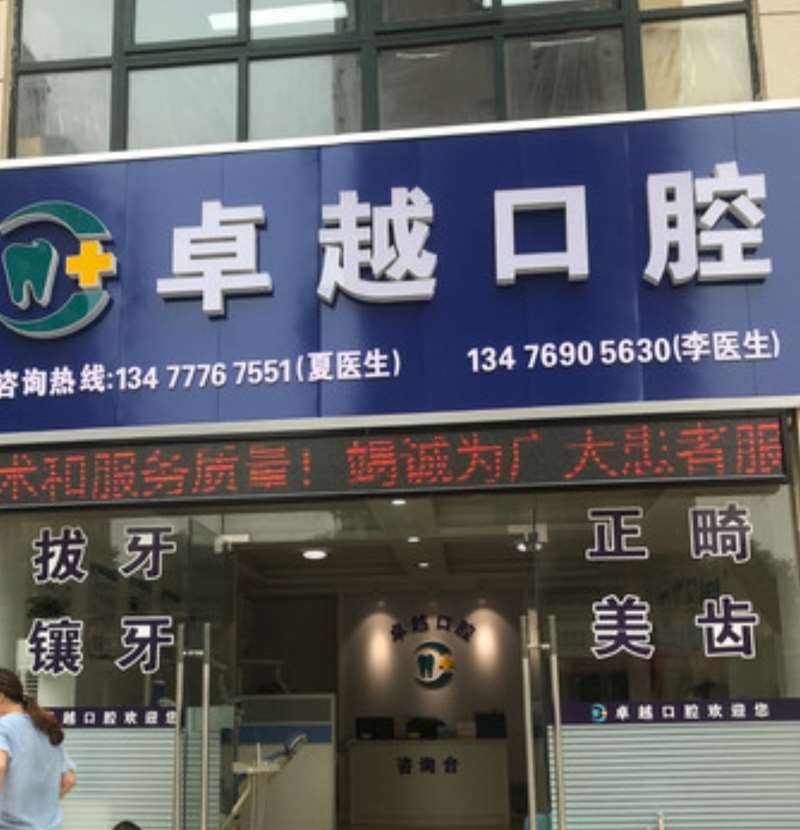 卓越口腔
咨询热线:134 7776 7551(夏医生) 134 7690 5630(李医生)
术和服务质量！竭诚为广大患者服
拔牙
镶牙
正畸
美齿
卓越口腔
越口腔欢迎您
卓越口腔欢迎您
咨询台